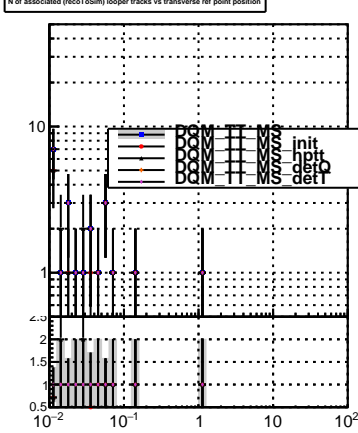 N of associated (recoToSim) looper tracks vs transverse ref point position
10
1
DQM_TT_MS
DQM_TT_MS_init
DQM_TT_MS_hptt
DQM_TT_MS_detQ
DQM_TT_MS_detT
2.5
2
1.5
1
0.5
10⁻² 10⁻¹ 1 10 10²